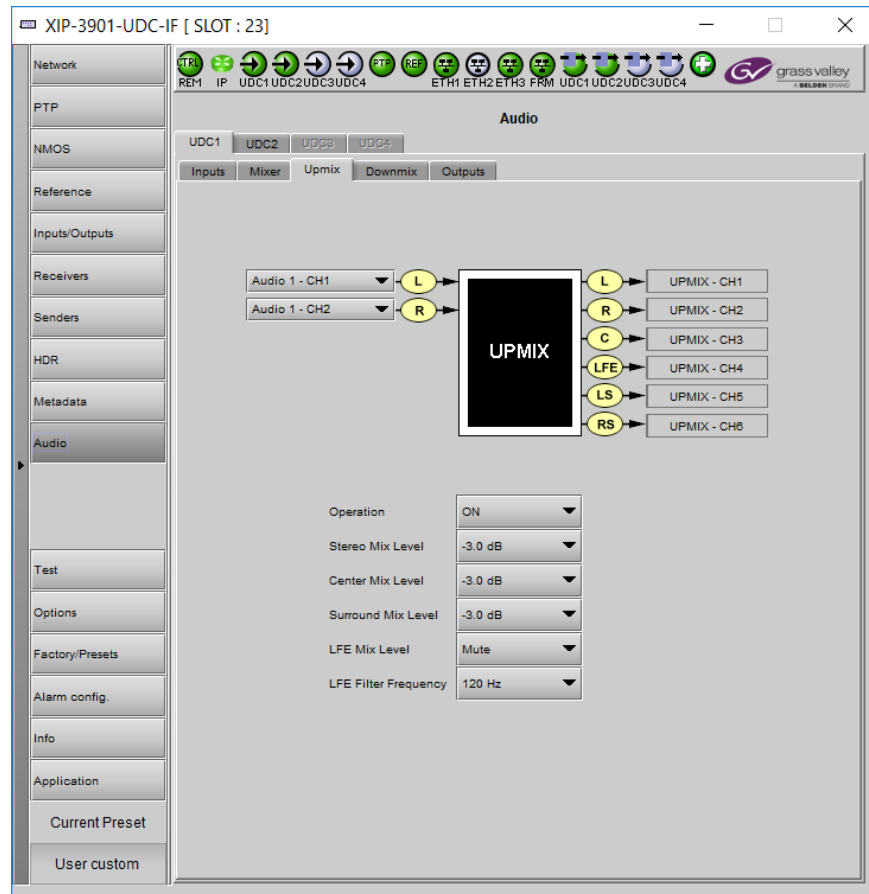 XIP-3901-UDC-IF [ SLOT : 23]
Network
PTP
NMOS
Reference
Inputs/Outputs
Receivers
Senders
HDR
Metadata
Audio
Test
Options
Factory/Presets
Alarm config.
Info
Application
Current Preset
User custom
CTRL PTP REF
REM IP UDC1 UDC2 UDC3 UDC4 ETH1 ETH2 ETH3 FRM UDC1 UDC2 UDC3 UDC4
GV grass valley
A BELDEN BRAND
Audio
UDC1 UDC2 UDC3 UDC4
Inputs Mixer Upmix Downmix Outputs
Audio 1 - CH1 L L UPMIX - CH1
Audio 1 - CH2 R R UPMIX - CH2
C UPMIX - CH3
UPMIX
LFE UPMIX - CH4
LS UPMIX - CH5
RS UPMIX - CH6
Operation ON
Stereo Mix Level -3.0 dB
Center Mix Level -3.0 dB
Surround Mix Level -3.0 dB
LFE Mix Level Mute
LFE Filter Frequency 120 Hz